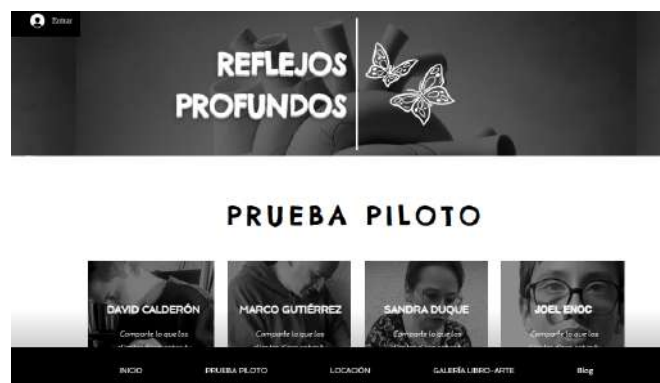 Entrar
REFLEJOS
PROFUNDOS
PRUEBA PILOTO
DAVID CALDERÓN
MARCO GUTIÉRREZ
SANDRA DUQUE
JOEL ENOC
Comparte lo que los
Comparte lo que los
Comparte lo que los
Comparte lo que los
INICIO
PRUEBA PILOTO
LOCACIÓN
GALERÍA LIBRO-ARTE
Blog